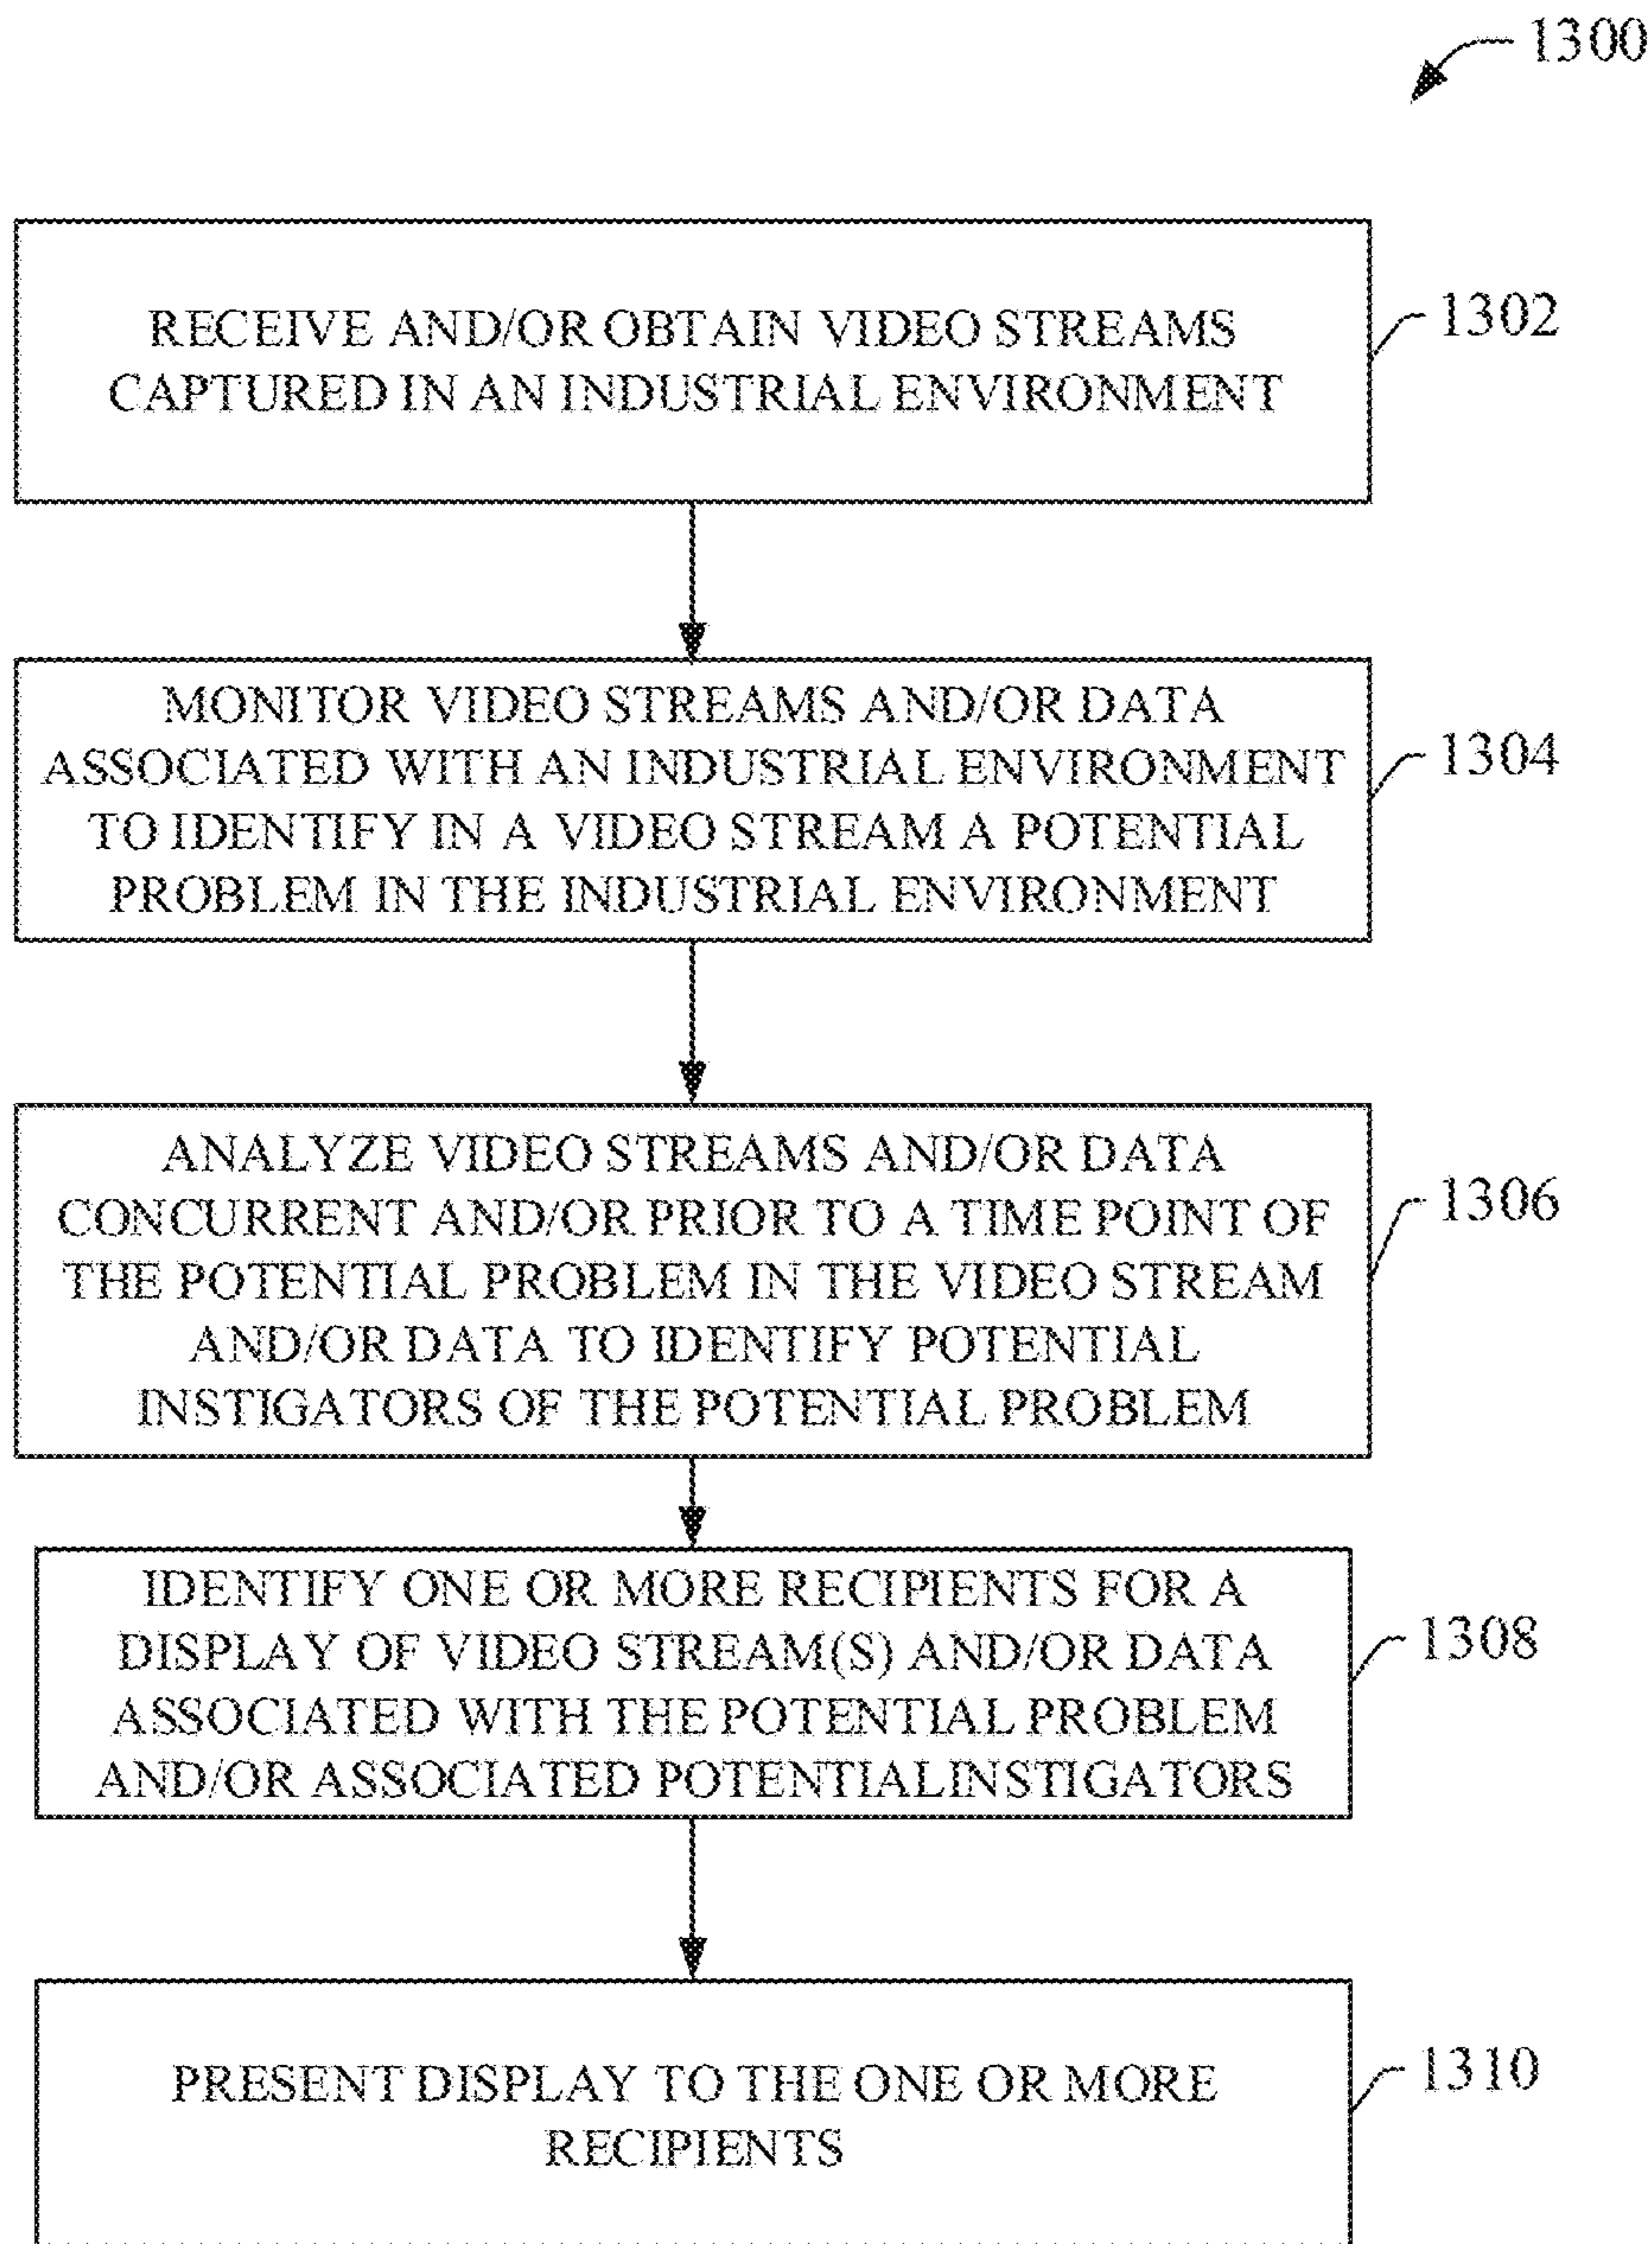 1300
RECEIVE AND/OR OBTAIN VIDEO STREAMS
CAPTURED IN AN INDUSTRIAL ENVIRONMENT
1302
MONITOR VIDEO STREAMS AND/OR DATA
ASSOCIATED WITH AN INDUSTRIAL ENVIRONMENT
TO IDENTIFY IN A VIDEO STREAM A POTENTIAL
PROBLEM IN THE INDUSTRIAL ENVIRONMENT
1304
ANALYZE VIDEO STREAMS AND/OR DATA
CONCURRENT AND/OR PRIOR TO A TIME POINT OF
THE POTENTIAL PROBLEM IN THE VIDEO STREAM
AND/OR DATA TO IDENTIFY POTENTIAL
INSTIGATORS OF THE POTENTIAL PROBLEM
1306
IDENTIFY ONE OR MORE RECIPIENTS FOR A
DISPLAY OF VIDEO STREAM(S) AND/OR DATA
ASSOCIATED WITH THE POTENTIAL PROBLEM
AND/OR ASSOCIATED POTENTIALINSTIGATORS
1308
PRESENT DISPLAY TO THE ONE OR MORE
RECIPIENTS
1310